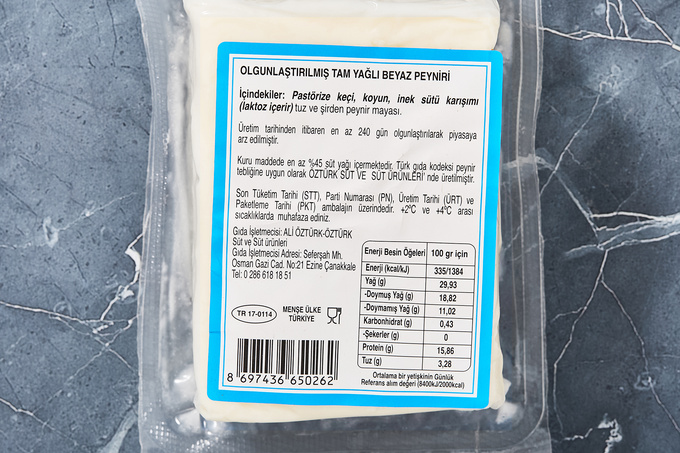 OLGUNLAŞTIRILMIŞ TAM YAĞLI BEYAZ PEYNİRİ
İçindekiler: Pastörize keçi, koyun, inek sütü karışımı
(laktoz içerir) tuz ve şirden peynir mayası.
Üretim tarihinden itibaren en az 240 gün olgunlaştırılarak piyasaya
arz edilmiştir.
Kuru maddede en az %45 süt yağı içermektedir. Türk gıda kodeksi peynir
tebliğine uygun olarak ÖZTÜRK SÜT VE SÜT ÜRÜNLERİ' nde üretilmiştir.
Son Tüketim Tarihi (STT), Parti Numarası (PN), Üretim Tarihi (ÜRT) ve
Paketleme Tarihi (PKT) ambalajın üzerindedir. +2°C ve +4°C arası
sıcaklıklarda muhafaza ediniz.
Gıda İşletmecisi: ALİ ÖZTÜRK-ÖZTÜRK
Süt ve Süt ürünleri
Gıda İşletmecisi Adresi: Seferşah Mh.
Osman Gazi Cad. No:21 Ezine Çanakkale
Tel: 0 286 618 18 51
TR 17-0114
MENŞE ÜLKE
TÜRKİYE
8 697436 650262
Enerji Besin Öğeleri 100 gr için
Enerji (kcal/kJ) 335/1384
Yağ (g) 29,93
-Doymuş Yağ (g) 18,82
-Doymamış Yağ (g) 11,02
Karbonhidrat (g) 0,43
-Şekerler (g) 0
Protein (g) 15,86
Tuz (g) 3,28
Ortalama bir yetişkinin Günlük
Referans alım değeri (8400kJ/2000kcal)